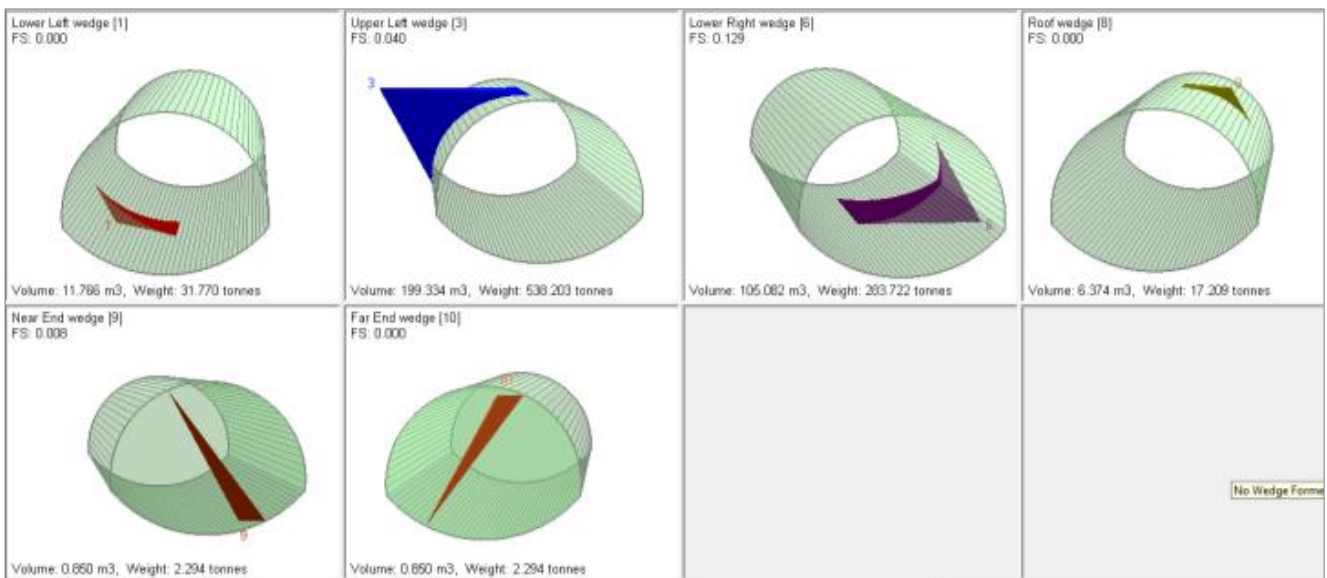 Lower Left wedge [1]
FS: 0.000
Volume: 11.766 m3, Weight: 31.770 tonnes
Upper Left wedge [3]
FS: 0.040
3
Volume: 199.334 m3, Weight: 538.203 tonnes
Lower Right wedge [6]
FS: 0.129
6
Volume: 105.082 m3, Weight: 283.722 tonnes
Roof wedge [8]
FS: 0.000
Volume: 6.374 m3, Weight: 17.209 tonnes
Near End wedge [9]
FS: 0.008
9
Volume: 0.850 m3, Weight: 2.294 tonnes
Far End wedge [10]
FS: 0.000
Volume: 0.850 m3, Weight: 2.294 tonnes
No Wedge Forme